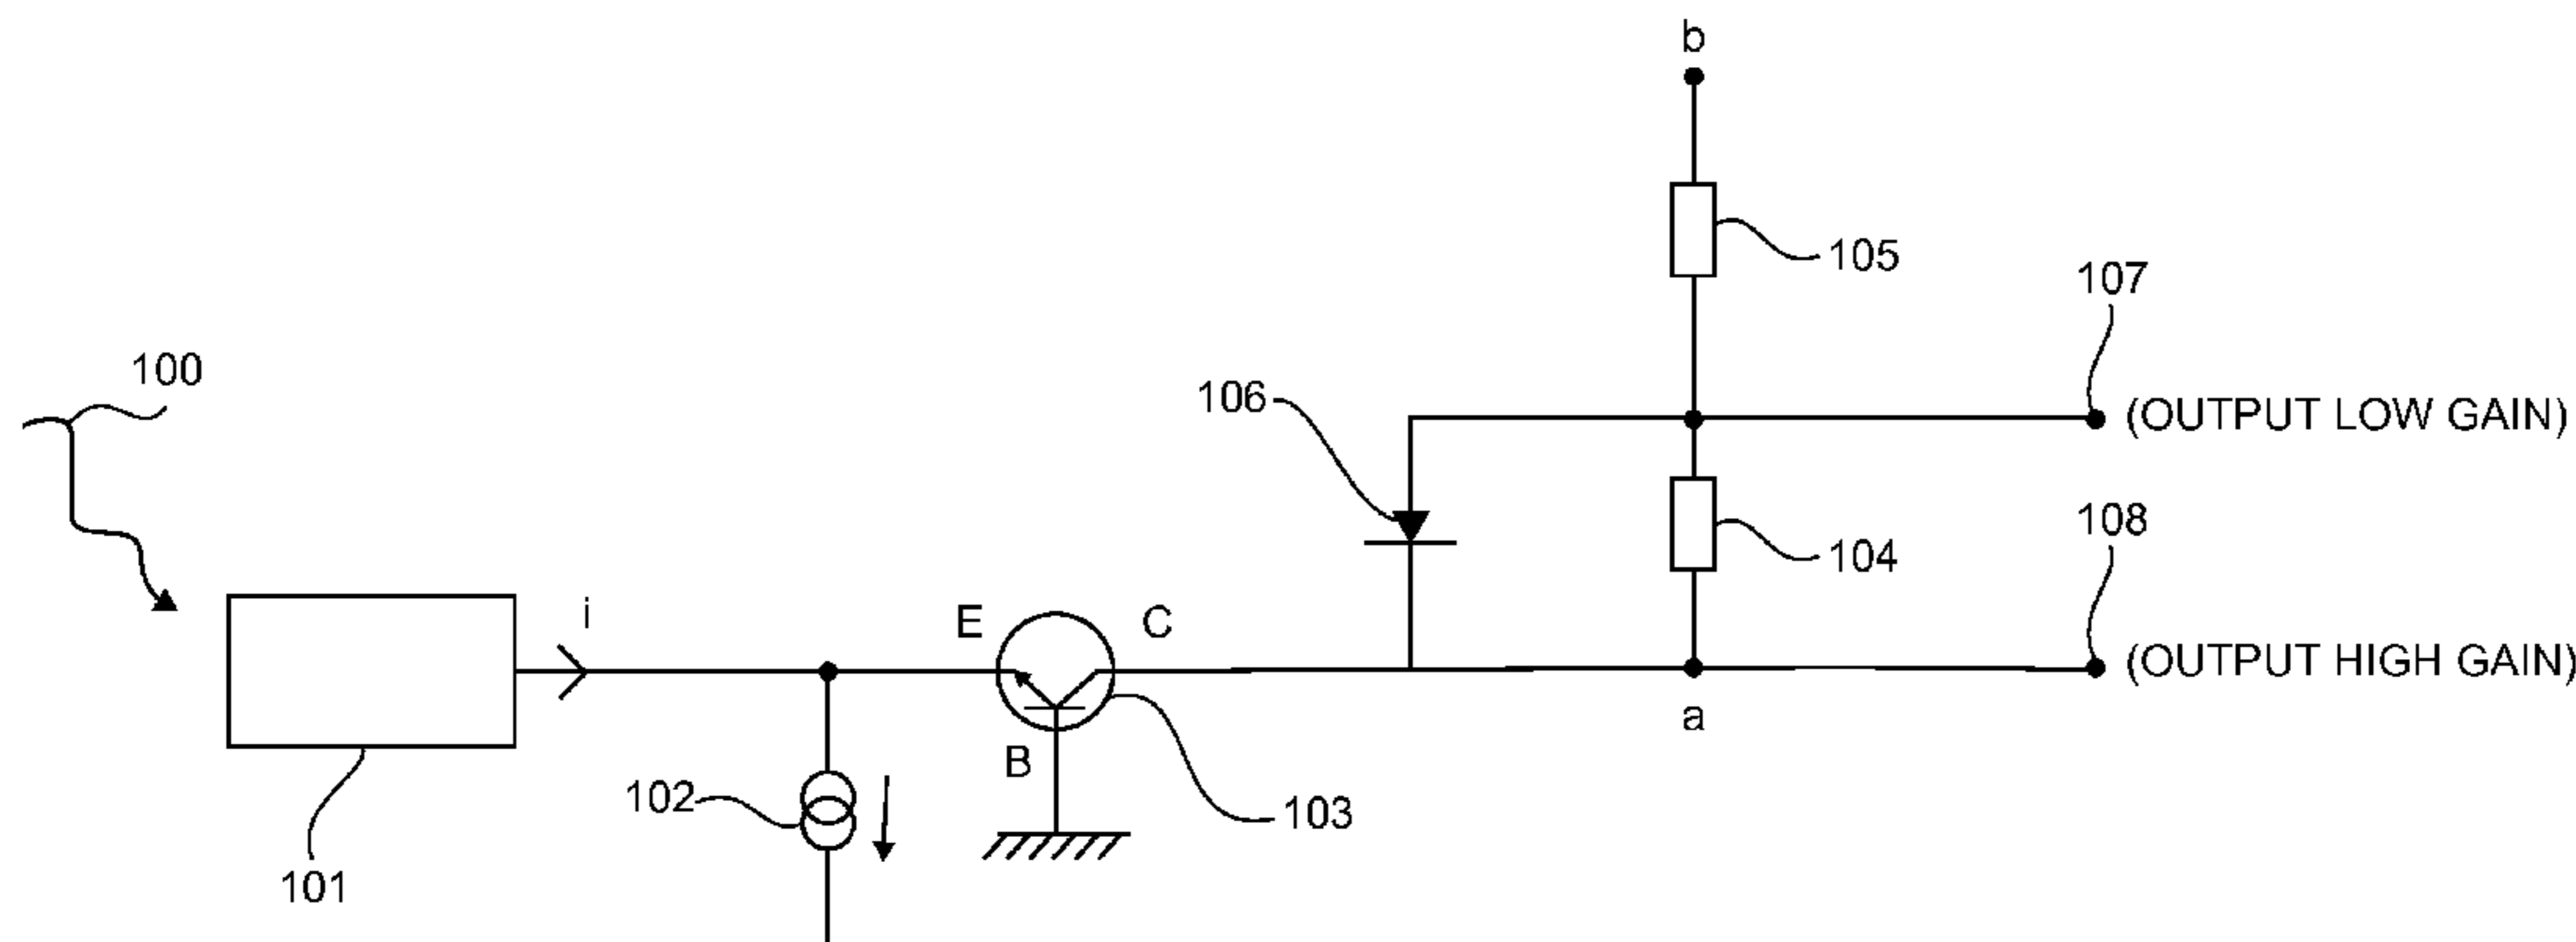 b
105
107
100
106
(OUTPUT LOW GAIN)
108
104
i
E
C
(OUTPUT HIGH GAIN)
a
B
102
103
101